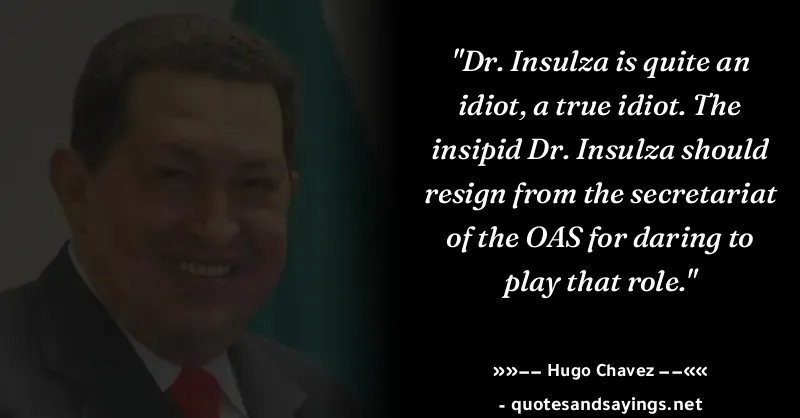 "Dr. Insulza is quite an
idiot, a true idiot. The
insipid Dr. Insulza should
resign from the secretariat
of the OAS for daring to
play that role."
»»−− Hugo Chavez −−««
- quotesandsayings.net